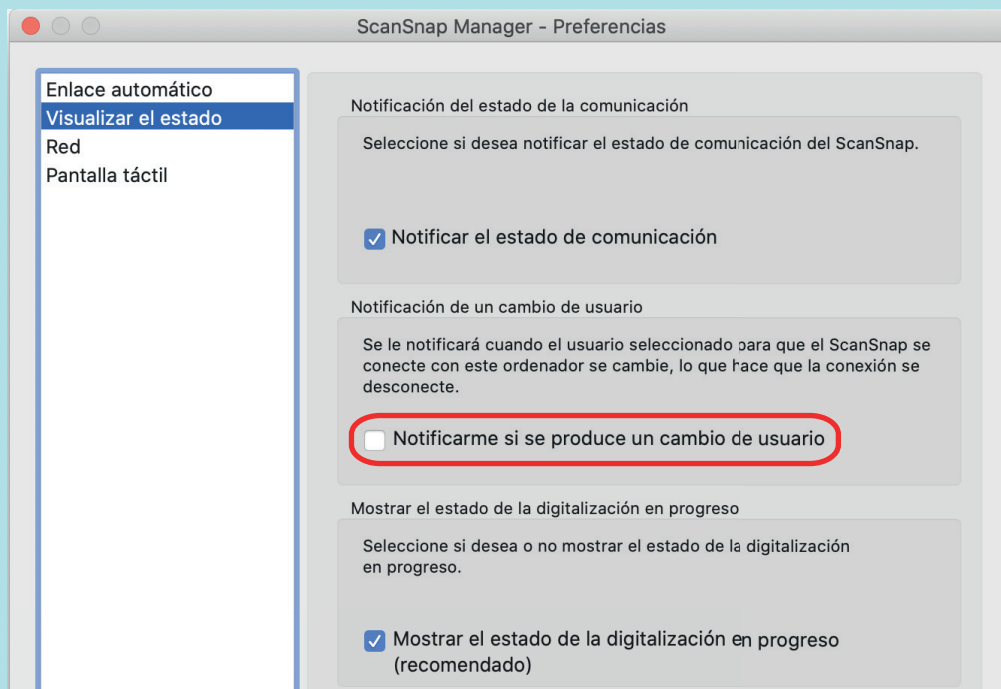 ScanSnap Manager - Preferencias
Enlace automático
Visualizar el estado
Red
Pantalla táctil
Notificación del estado de la comunicación
Seleccione si desea notificar el estado de comunicación del ScanSnap.
Notificar el estado de comunicación
Notificación de un cambio de usuario
Se le notificará cuando el usuario seleccionado para que el ScanSnap se
conecte con este ordenador se cambie, lo que hace que la conexión se
desconecte.
Notificarme si se produce un cambio de usuario
Mostrar el estado de la digitalización en progreso
Seleccione si desea o no mostrar el estado de la digitalización
en progreso.
Mostrar el estado de la digitalización en progreso
(recomendado)